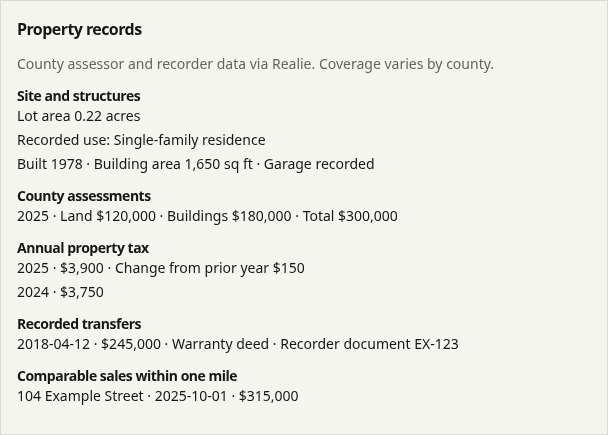 Property records
County assessor and recorder data via Realie. Coverage varies by county.
Site and structures
Lot area 0.22 acres
Recorded use: Single-family residence
Built 1978 · Building area 1,650 sq ft · Garage recorded
County assessments
2025 · Land $120,000 · Buildings $180,000 · Total $300,000
Annual property tax
2025 · $3,900 · Change from prior year $150
2024 · $3,750
Recorded transfers
2018-04-12 · $245,000 · Warranty deed · Recorder document EX-123
Comparable sales within one mile
104 Example Street · 2025-10-01 · $315,000